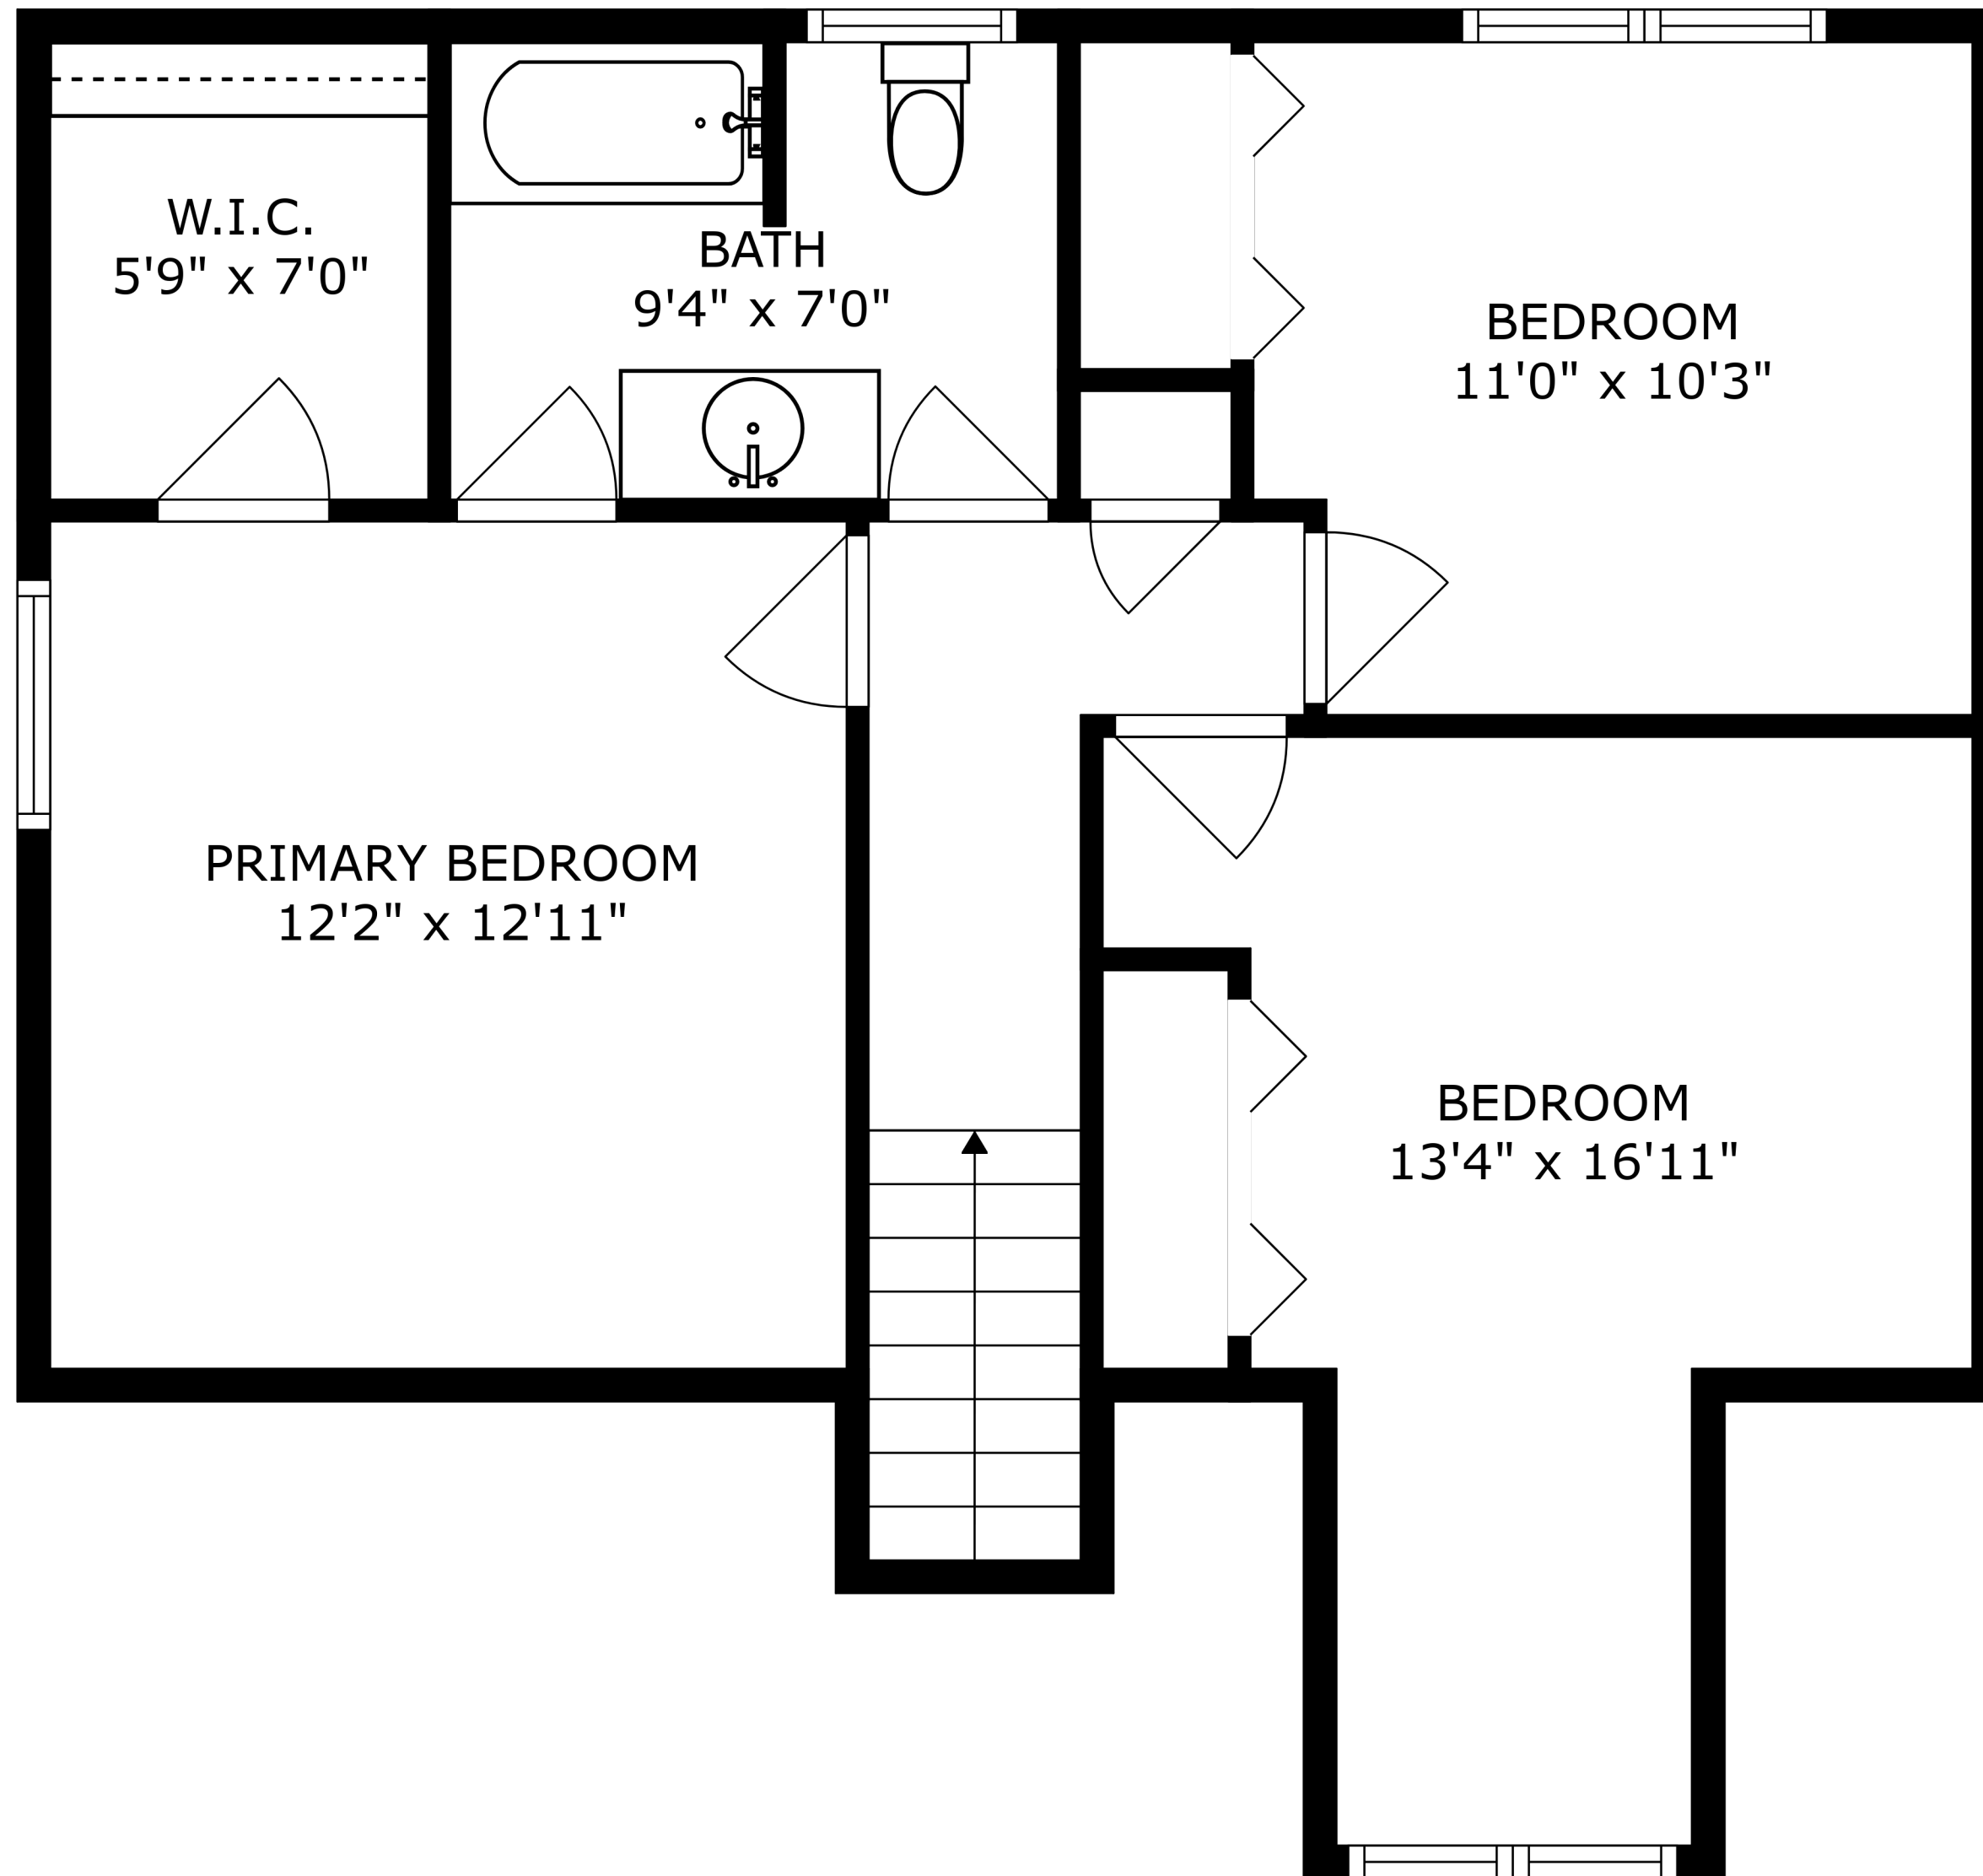 W.I.C.
5'9" x 7'0"
BATH
9'4" x 7'0"
BEDROOM
11'0" x 10'3"
PRIMARY BEDROOM
12'2" x 12'11"
BEDROOM
13'4" x 16'11"